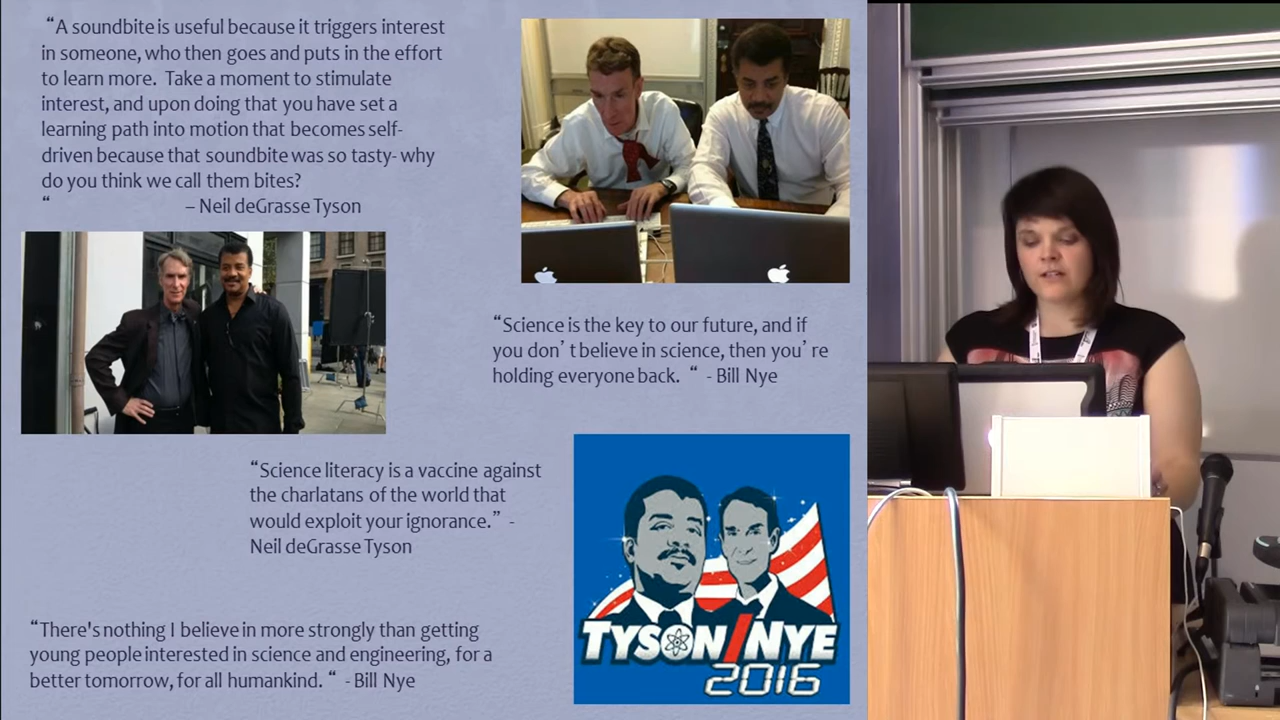 “A soundbite is useful because it triggers interest
in someone, who then goes and puts in the effort
to learn more. Take a moment to stimulate
interest, and upon doing that you have set a
learning path into motion that becomes self-
driven because that soundbite was so tasty- why
do you think we call them bites?
“ – Neil deGrasse Tyson
“Science is the key to our future, and if
you don’ t believe in science, then you’ re
holding everyone back. “ - Bill Nye
“Science literacy is a vaccine against
the charlatans of the world that
would exploit your ignorance.” -
Neil deGrasse Tyson
TYSON/NYE
2016
“There's nothing I believe in more strongly than getting
young people interested in science and engineering, for a
better tomorrow, for all humankind. “ - Bill Nye